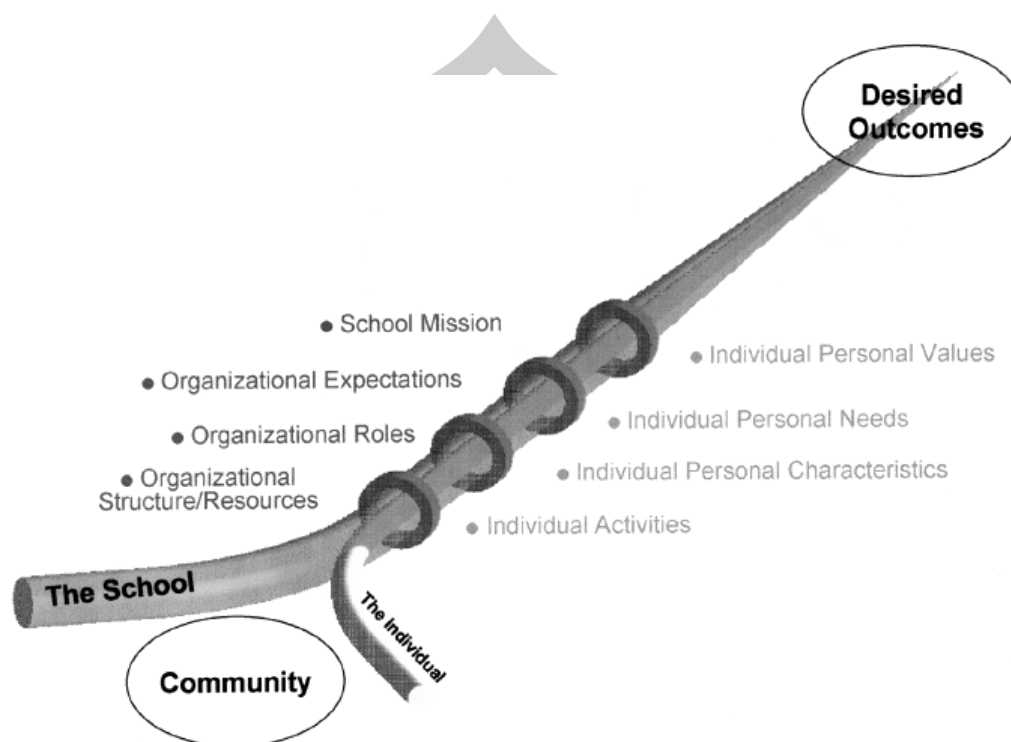 Desired
Outcomes
● School Mission
● Individual Personal Values
● Organizational Expectations
● Individual Personal Needs
● Organizational Roles
● Individual Personal Characteristics
● Organizational
Structure/Resources
● Individual Activities
The School
The Individual
Community